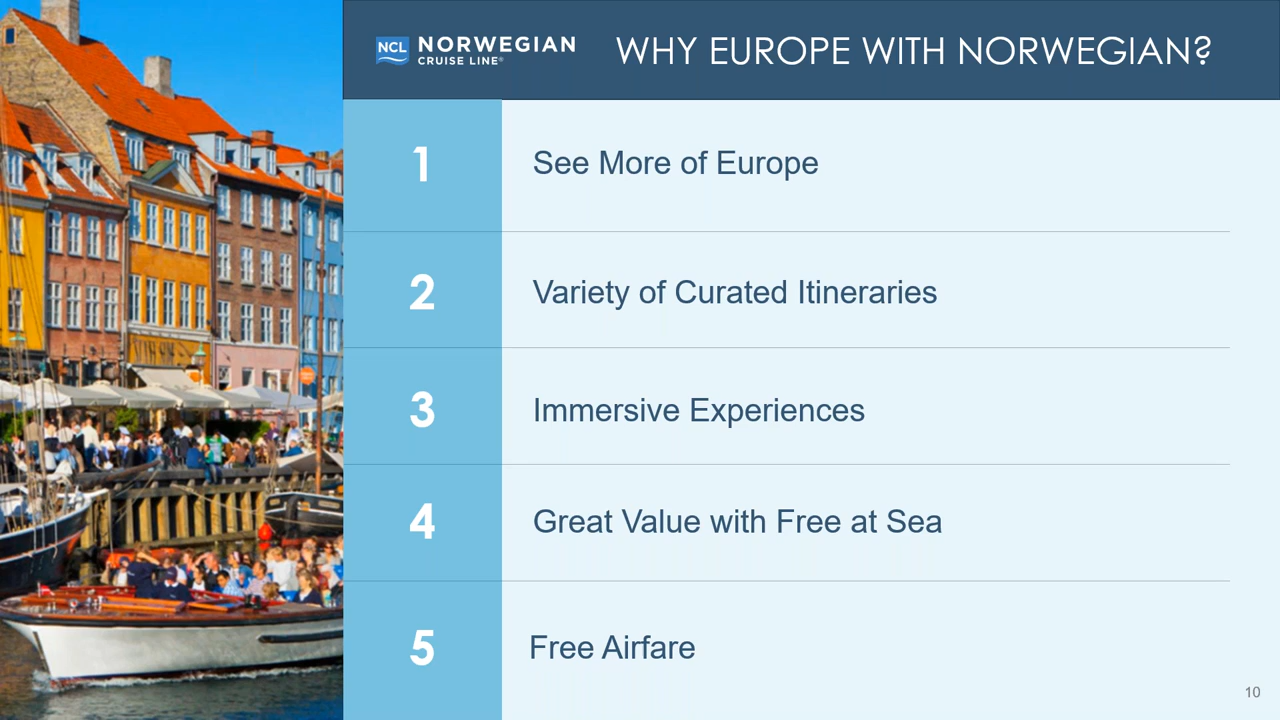 NCL NORWEGIAN
CRUISE LINE®
WHY EUROPE WITH NORWEGIAN?
1 See More of Europe
2 Variety of Curated Itineraries
3 Immersive Experiences
4 Great Value with Free at Sea
5 Free Airfare
10